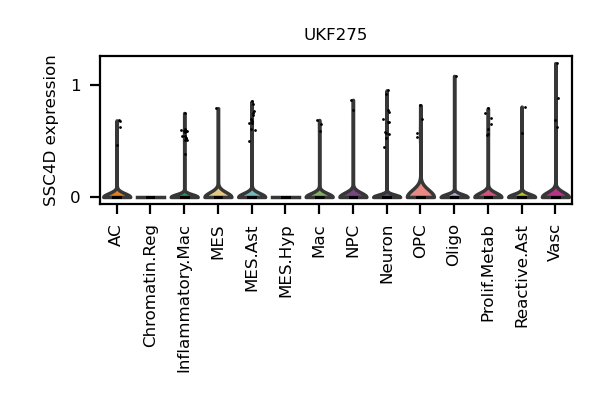 UKF275
SSC4D expression
1
0
AC
Chromatin.Reg
Inflammatory.Mac
MES
MES.Ast
MES.Hyp
Mac
NPC
Neuron
OPC
Oligo
Prolif.Metab
Reactive.Ast
Vasc